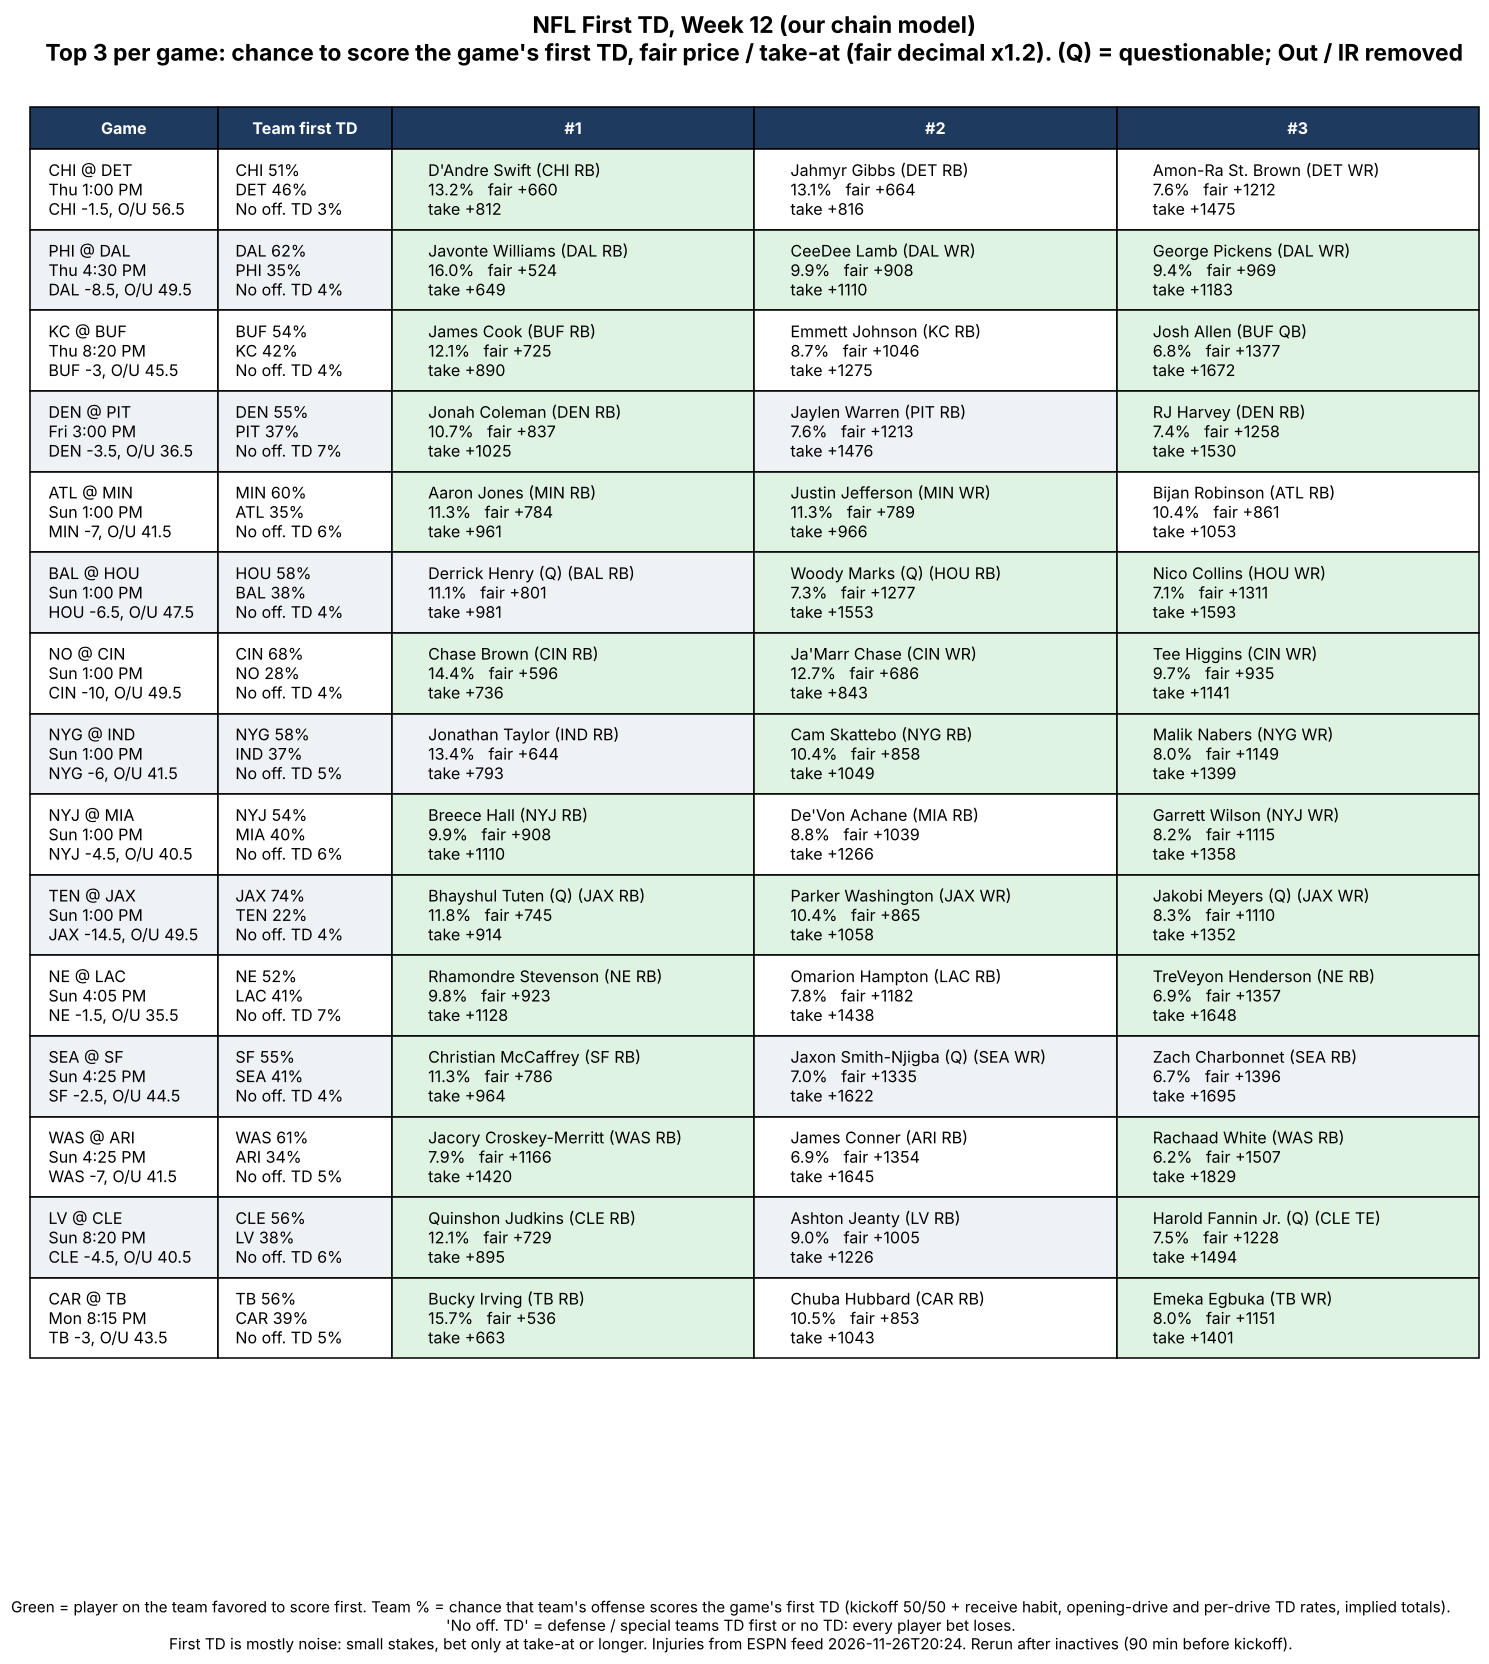 NFL First TD, Week 12 (our chain model)
Top 3 per game: chance to score the game's first TD, fair price / take-at (fair decimal x1.2). (Q) = questionable; Out / IR removed
Game
Team first TD
#1
#2
#3
CHI @ DET
Thu 1:00 PM
CHI -1.5, O/U 56.5
CHI 51%
DET 46%
No off. TD 3%
D'Andre Swift (CHI RB)
13.2% fair +660
take +812
Jahmyr Gibbs (DET RB)
13.1% fair +664
take +816
Amon-Ra St. Brown (DET WR)
7.6% fair +1212
take +1475
PHI @ DAL
Thu 4:30 PM
DAL -8.5, O/U 49.5
DAL 62%
PHI 35%
No off. TD 4%
Javonte Williams (DAL RB)
16.0% fair +524
take +649
CeeDee Lamb (DAL WR)
9.9% fair +908
take +1110
George Pickens (DAL WR)
9.4% fair +969
take +1183
KC @ BUF
Thu 8:20 PM
BUF -3, O/U 45.5
BUF 54%
KC 42%
No off. TD 4%
James Cook (BUF RB)
12.1% fair +725
take +890
Emmett Johnson (KC RB)
8.7% fair +1046
take +1275
Josh Allen (BUF QB)
6.8% fair +1377
take +1672
DEN @ PIT
Fri 3:00 PM
DEN -3.5, O/U 36.5
DEN 55%
PIT 37%
No off. TD 7%
Jonah Coleman (DEN RB)
10.7% fair +837
take +1025
Jaylen Warren (PIT RB)
7.6% fair +1213
take +1476
RJ Harvey (DEN RB)
7.4% fair +1258
take +1530
ATL @ MIN
Sun 1:00 PM
MIN -7, O/U 41.5
MIN 60%
ATL 35%
No off. TD 6%
Aaron Jones (MIN RB)
11.3% fair +784
take +961
Justin Jefferson (MIN WR)
11.3% fair +789
take +966
Bijan Robinson (ATL RB)
10.4% fair +861
take +1053
BAL @ HOU
Sun 1:00 PM
HOU -6.5, O/U 47.5
HOU 58%
BAL 38%
No off. TD 4%
Derrick Henry (Q) (BAL RB)
11.1% fair +801
take +981
Woody Marks (Q) (HOU RB)
7.3% fair +1277
take +1553
Nico Collins (HOU WR)
7.1% fair +1311
take +1593
NO @ CIN
Sun 1:00 PM
CIN -10, O/U 49.5
CIN 68%
NO 28%
No off. TD 4%
Chase Brown (CIN RB)
14.4% fair +596
take +736
Ja'Marr Chase (CIN WR)
12.7% fair +686
take +843
Tee Higgins (CIN WR)
9.7% fair +935
take +1141
NYG @ IND
Sun 1:00 PM
NYG -6, O/U 41.5
NYG 58%
IND 37%
No off. TD 5%
Jonathan Taylor (IND RB)
13.4% fair +644
take +793
Cam Skattebo (NYG RB)
10.4% fair +858
take +1049
Malik Nabers (NYG WR)
8.0% fair +1149
take +1399
NYJ @ MIA
Sun 1:00 PM
NYJ -4.5, O/U 40.5
NYJ 54%
MIA 40%
No off. TD 6%
Breece Hall (NYJ RB)
9.9% fair +908
take +1110
De'Von Achane (MIA RB)
8.8% fair +1039
take +1266
Garrett Wilson (NYJ WR)
8.2% fair +1115
take +1358
TEN @ JAX
Sun 1:00 PM
JAX -14.5, O/U 49.5
JAX 74%
TEN 22%
No off. TD 4%
Bhayshul Tuten (Q) (JAX RB)
11.8% fair +745
take +914
Parker Washington (JAX WR)
10.4% fair +865
take +1058
Jakobi Meyers (Q) (JAX WR)
8.3% fair +1110
take +1352
NE @ LAC
Sun 4:05 PM
NE -1.5, O/U 35.5
NE 52%
LAC 41%
No off. TD 7%
Rhamondre Stevenson (NE RB)
9.8% fair +923
take +1128
Omarion Hampton (LAC RB)
7.8% fair +1182
take +1438
TreVeyon Henderson (NE RB)
6.9% fair +1357
take +1648
SEA @ SF
Sun 4:25 PM
SF -2.5, O/U 44.5
SF 55%
SEA 41%
No off. TD 4%
Christian McCaffrey (SF RB)
11.3% fair +786
take +964
Jaxon Smith-Njigba (Q) (SEA WR)
7.0% fair +1335
take +1622
Zach Charbonnet (SEA RB)
6.7% fair +1396
take +1695
WAS @ ARI
Sun 4:25 PM
WAS -7, O/U 41.5
WAS 61%
ARI 34%
No off. TD 5%
Jacory Croskey-Merritt (WAS RB)
7.9% fair +1166
take +1420
James Conner (ARI RB)
6.9% fair +1354
take +1645
Rachaad White (WAS RB)
6.2% fair +1507
take +1829
LV @ CLE
Sun 8:20 PM
CLE -4.5, O/U 40.5
CLE 56%
LV 38%
No off. TD 6%
Quinshon Judkins (CLE RB)
12.1% fair +729
take +895
Ashton Jeanty (LV RB)
9.0% fair +1005
take +1226
Harold Fannin Jr. (Q) (CLE TE)
7.5% fair +1228
take +1494
CAR @ TB
Mon 8:15 PM
TB -3, O/U 43.5
TB 56%
CAR 39%
No off. TD 5%
Bucky Irving (TB RB)
15.7% fair +536
take +663
Chuba Hubbard (CAR RB)
10.5% fair +853
take +1043
Emeka Egbuka (TB WR)
8.0% fair +1151
take +1401
Green = player on the team favored to score first. Team % = chance that team's offense scores the game's first TD (kickoff 50/50 + receive habit, opening-drive and per-drive TD rates, implied totals).
'No off. TD' = defense / special teams TD first or no TD: every player bet loses.
First TD is mostly noise: small stakes, bet only at take-at or longer. Injuries from ESPN feed 2026-11-26T20:24. Rerun after inactives (90 min before kickoff).